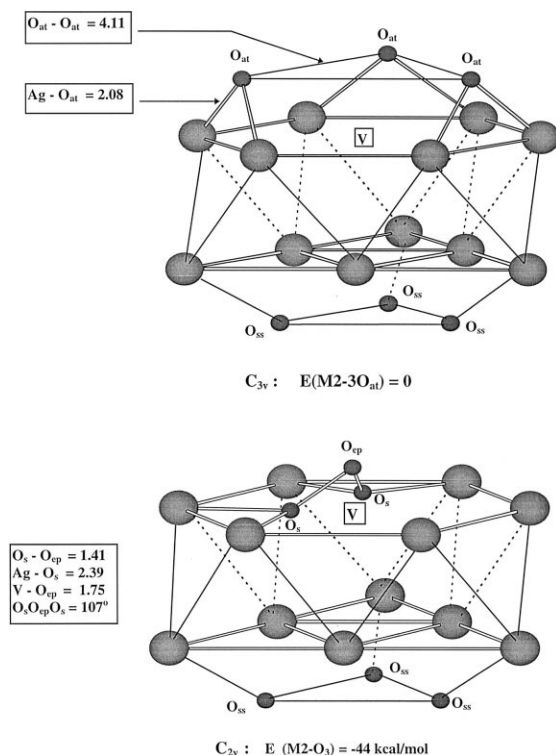 O_at - O_at = 4.11
O_at
O_at
O_at
Ag - O_at = 2.08
V
O_ss
O_ss
O_ss
C_3v : E(M2-3O_at) = 0
O_ep
O_s
O_s
V
O_s - O_ep = 1.41
Ag - O_s = 2.39
V - O_ep = 1.75
O_sO_epO_s = 107°
O_ss
O_ss
O_ss
C_2v : E (M2-O_3) = -44 kcal/mol